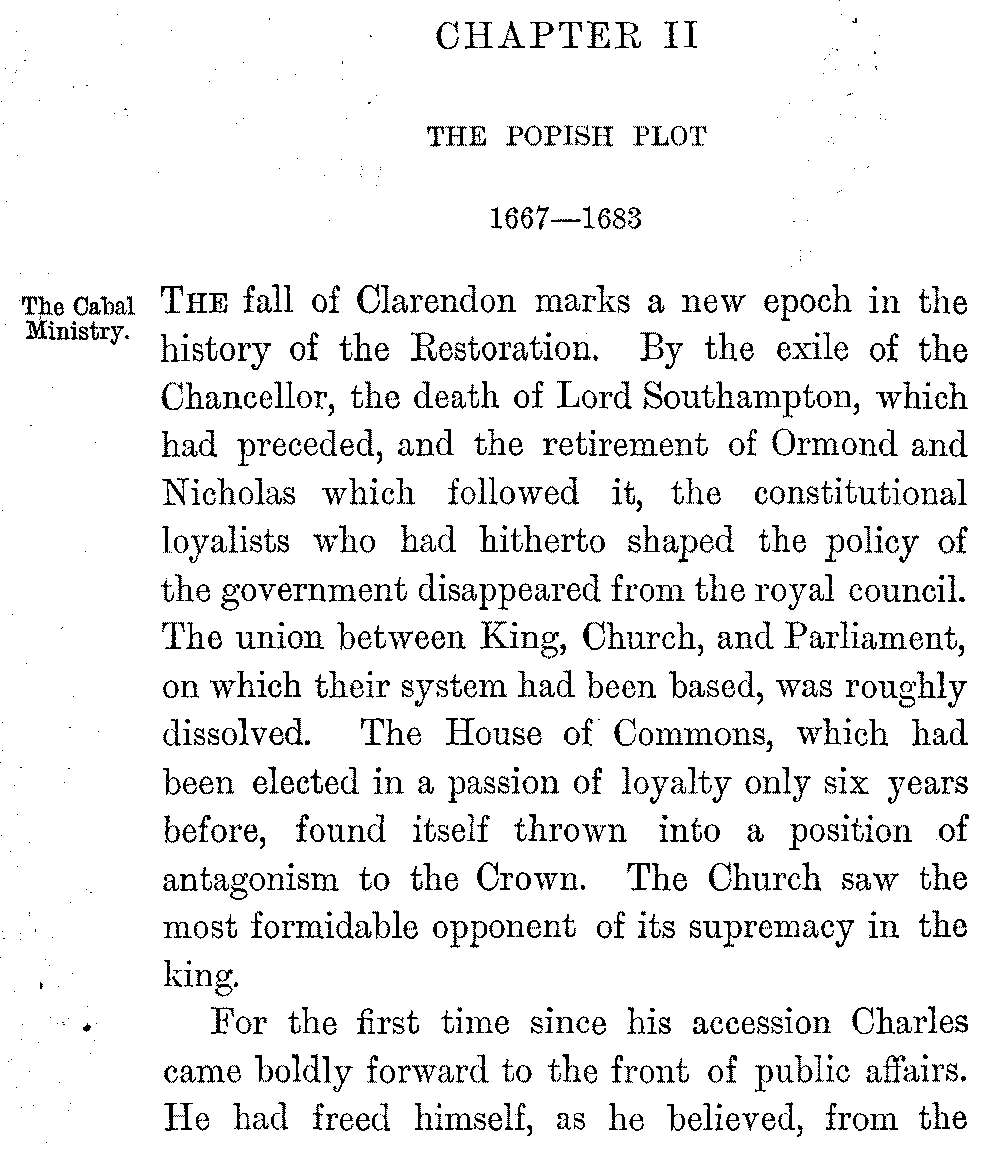 CHAPTER II
THE POPISH PLOT
1667—1683
The Cabal
Ministry.
THE fall of Clarendon marks a new epoch in the
history of the Restoration. By the exile of the
Chancellor, the death of Lord Southampton, which
had preceded, and the retirement of Ormond and
Nicholas which followed it, the constitutional
loyalists who had hitherto shaped the policy of
the government disappeared from the royal council.
The union between King, Church, and Parliament,
on which their system had been based, was roughly
dissolved. The House of Commons, which had
been elected in a passion of loyalty only six years
before, found itself thrown into a position of
antagonism to the Crown. The Church saw the
most formidable opponent of its supremacy in the
king.
For the first time since his accession Charles
came boldly forward to the front of public affairs.
He had freed himself, as he believed, from the